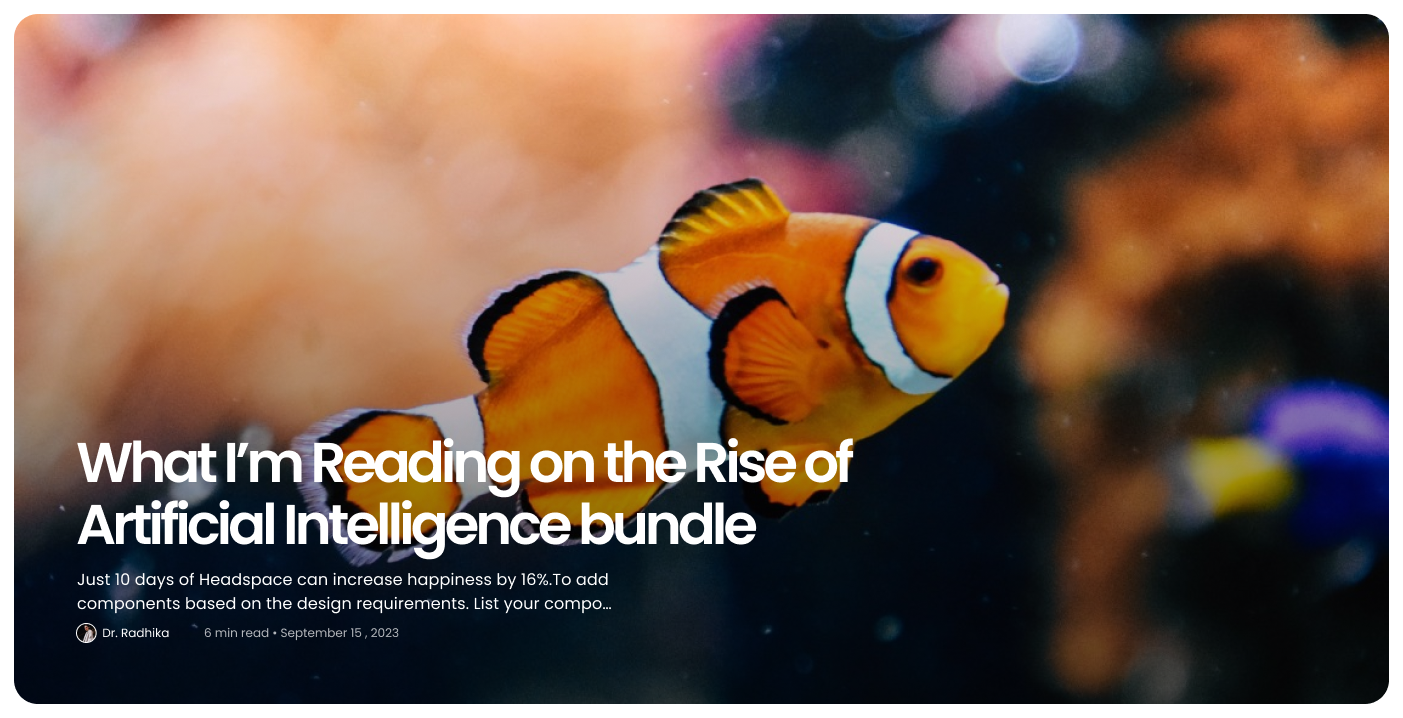 What I’m Reading on the Rise of
Artificial Intelligence bundle
Just 10 days of Headspace can increase happiness by 16%.To add
components based on the design requirements. List your compo...
Dr. Radhika 6 min read • September 15 , 2023